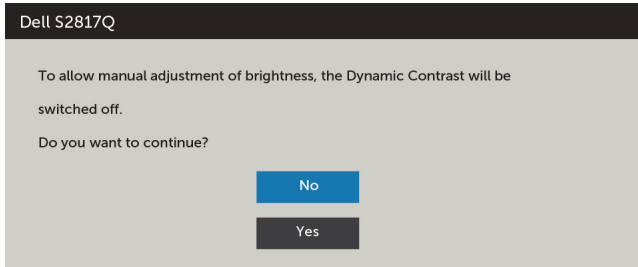 Dell S2817Q
To allow manual adjustment of brightness, the Dynamic Contrast will be
switched off.
Do you want to continue?
No
Yes